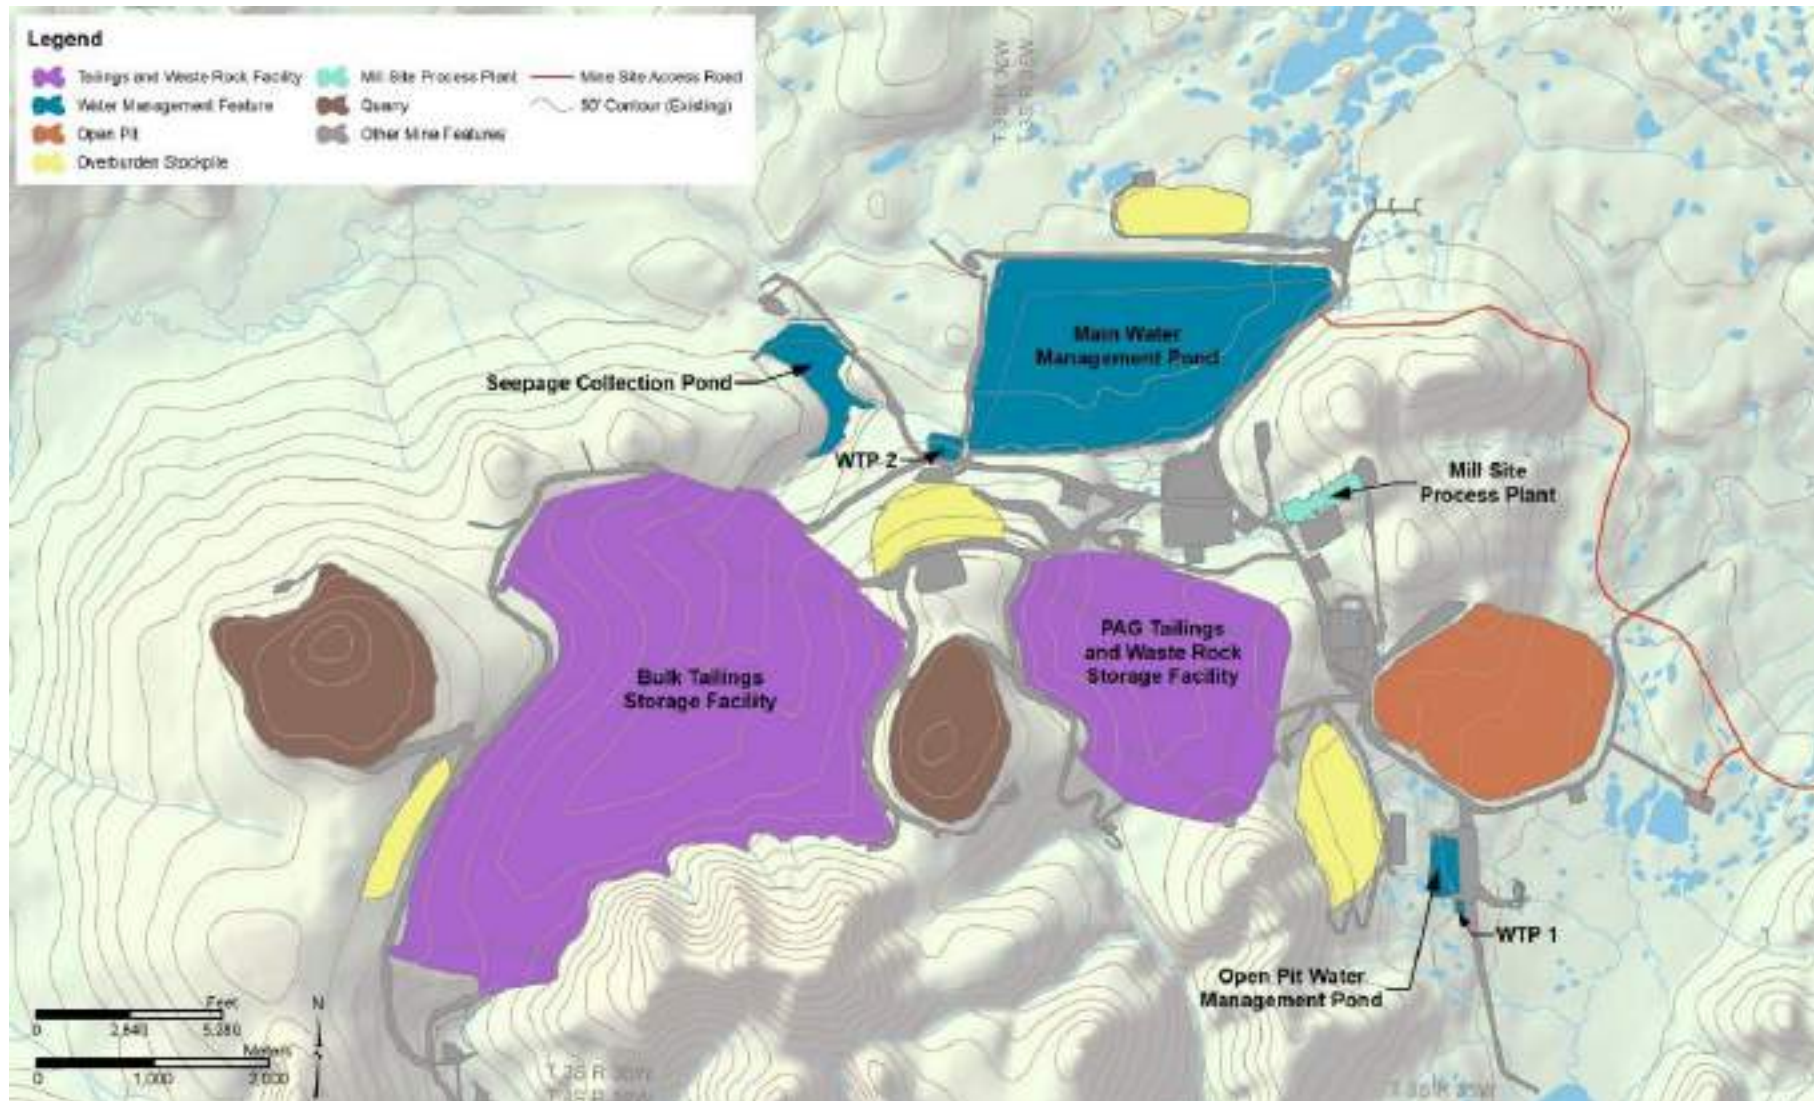 Legend
Tailings and Waste Rock Facility
Water Management Feature
Open Pit
Overburden Stockpile
Mill Site Process Plant
Quarry
Other Mine Features
Mine Site Access Road
50' Contour (Existing)
Main Water
Management Pond
Seepage Collection Pond
WTP 2
Mill Site
Process Plant
PAG Tailings
and Waste Rock
Storage Facility
Bulk Tailings
Storage Facility
WTP 1
Open Pit Water
Management Pond
Feet
0 2,640 5,280
Meters
0 1,000 2,000
N